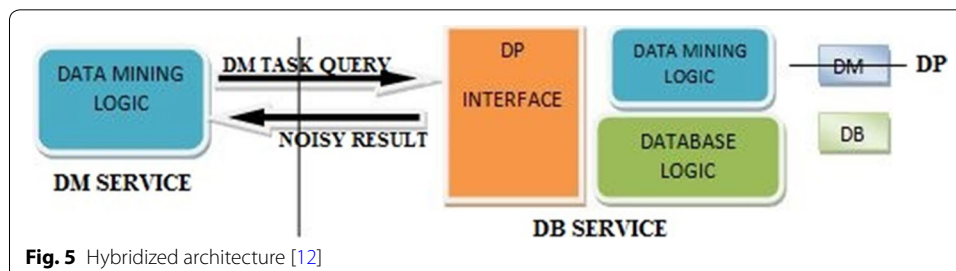 DATA MINING
LOGIC
DM SERVICE
DM TASK QUERY
NOISY RESULT
DP
INTERFACE
DATA MINING
LOGIC
DATABASE
LOGIC
DB SERVICE
DM
DP
DB
Fig. 5 Hybridized architecture [12]